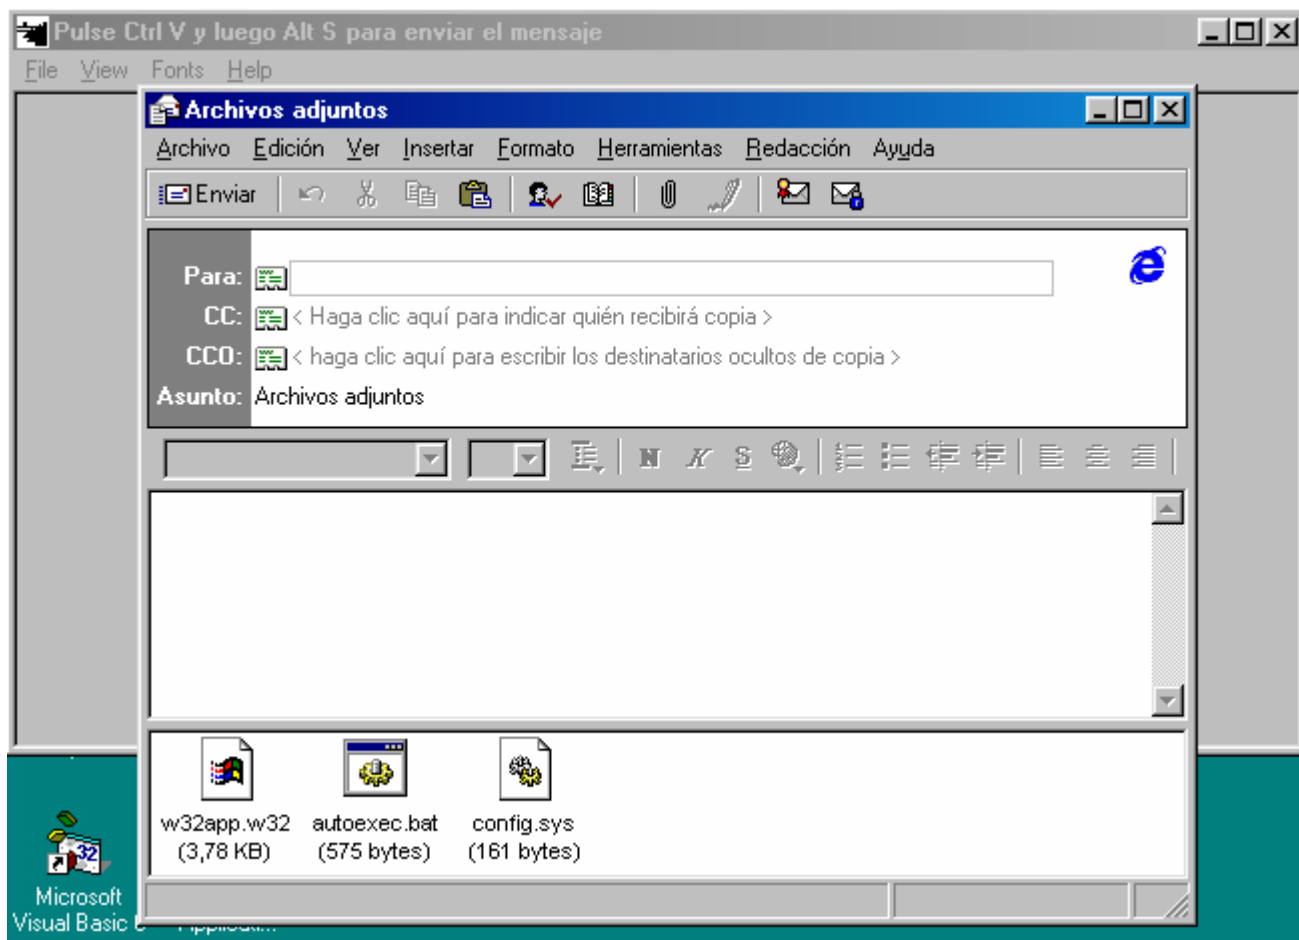 Pulse Ctrl V y luego Alt S para enviar el mensaje
File View Fonts Help
Archivos adjuntos
Archivo Edición Ver Insertar Formato Herramientas Redacción Ayuda
Enviar
Para:
CC: < Haga clic aquí para indicar quién recibirá copia >
CCO: < haga clic aquí para escribir los destinatarios ocultos de copia >
Asunto: Archivos adjuntos
N K S
w32app.w32 autoexec.bat config.sys
(3,78 KB) (575 bytes) (161 bytes)
32
Microsoft
Visual Basic